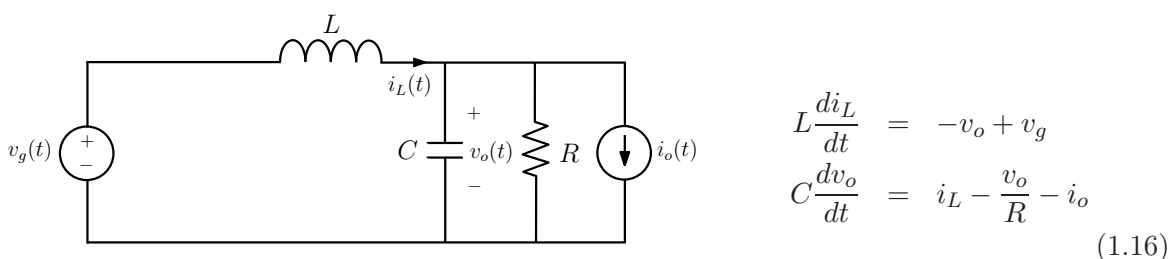 L
i_L(t)
v_g(t)
+
−
C
+
v_o(t)
−
R
i_o(t)
L di_L/dt = −v_o + v_g
C dv_o/dt = i_L − v_o/R − i_o
(1.16)